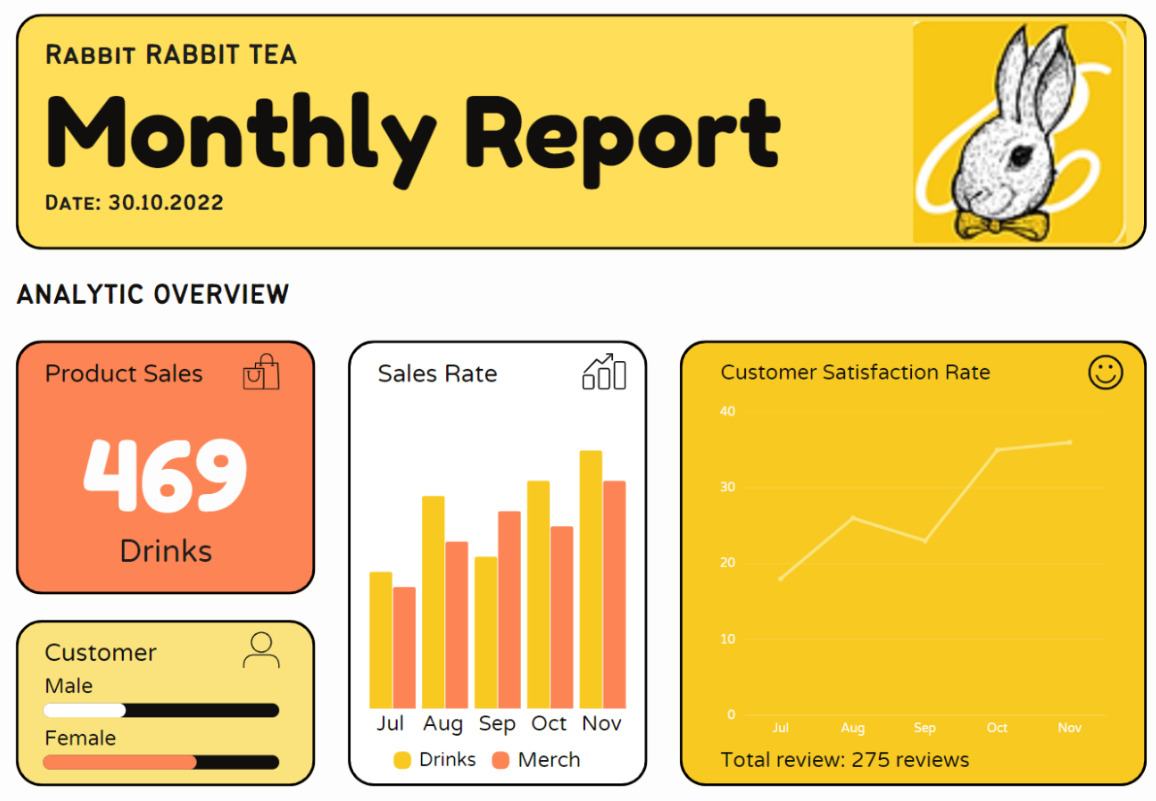 RABBIT RABBIT TEA
Monthly Report
DATE: 30.10.2022
ANALYTIC OVERVIEW
Product Sales
469
Drinks
Customer
Male
Female
Sales Rate
Jul Aug Sep Oct Nov
Drinks Merch
Customer Satisfaction Rate
40
30
20
10
0
Jul Aug Sep Oct Nov
Total review: 275 reviews